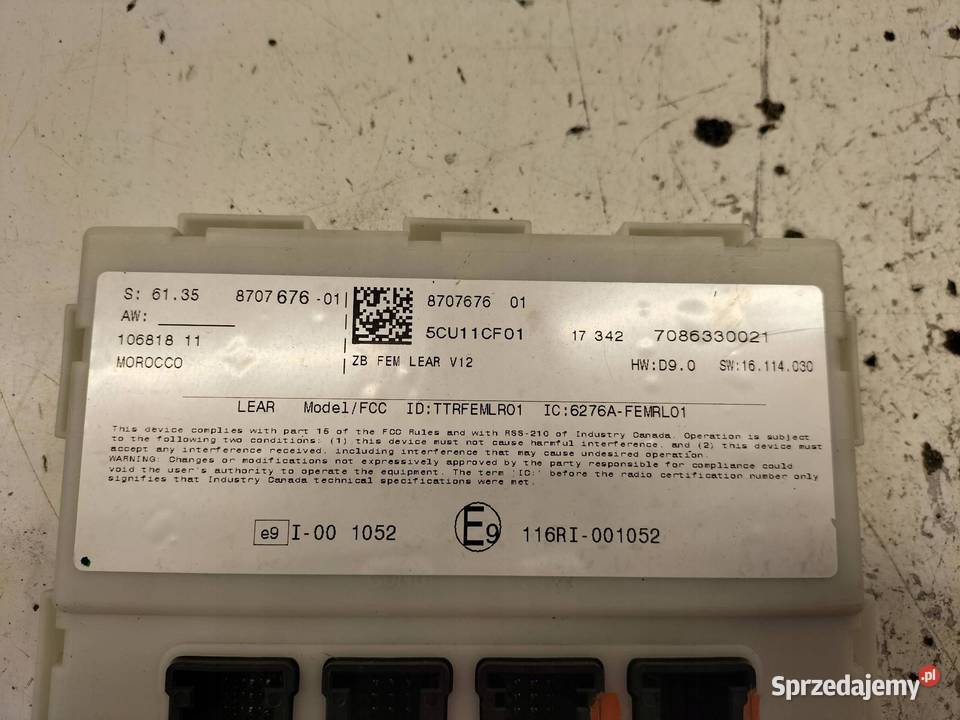 S: 61.35 8707 676 -01 8707676 01
AW:
5CU11CF01 17 342 7086330021
106818 11
MOROCCO ZB FEM LEAR V12 HW:D9.0 SW:16.114.030
LEAR Model/FCC ID:TTRFEMLR01 IC:6276A-FEMRL01
This device complies with part 15 of the FCC Rules and with RSS-210 of Industry Canada. Operation is subject
to the following two conditions: (1) this device must not cause harmful interference, and (2) this device must
accept any interference received, including interference that may cause undesired operation.
WARNING: Changes or modifications not expressively approved by the party responsible for compliance could
void the user's authority to operate the equipment. The term 'IC:' before the radio certification number only
signifies that Industry Canada technical specifications were met.
e9 I-00 1052 E9 116RI-001052
Sprzedajemy.pl